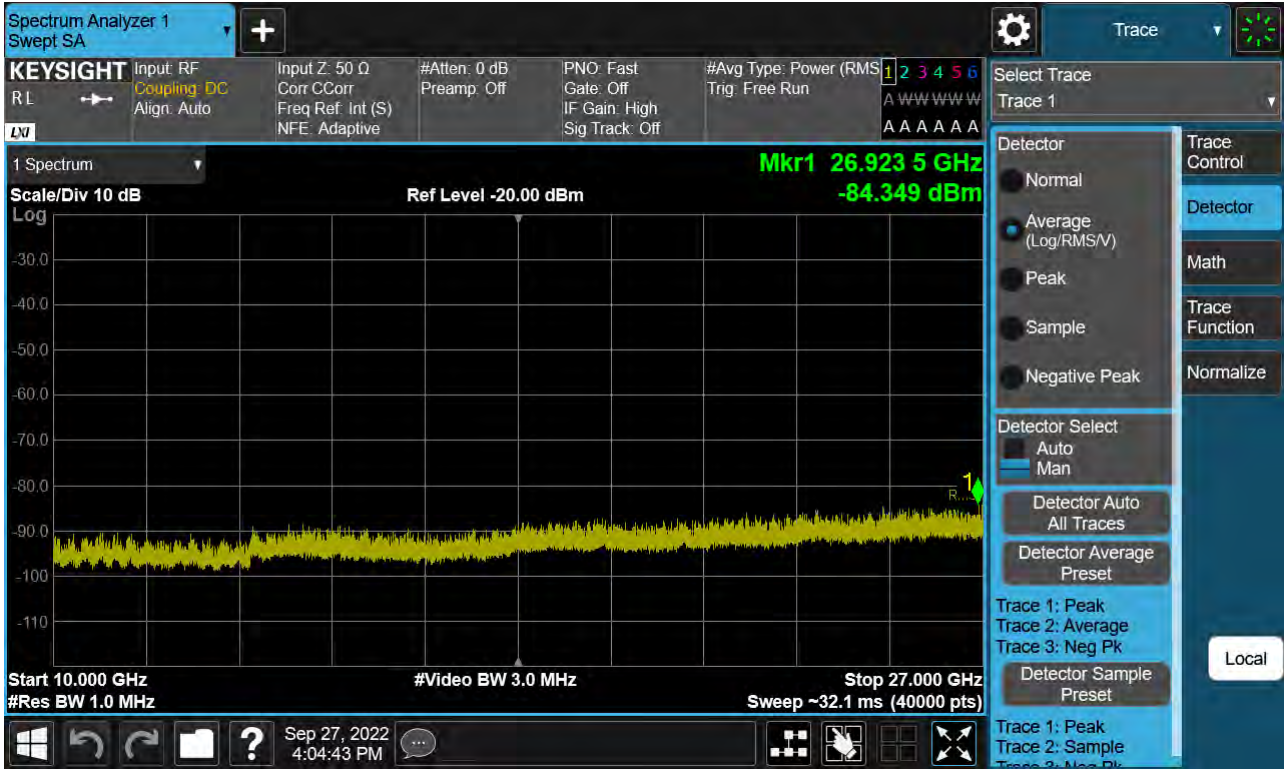 Spectrum Analyzer 1
Swept SA
Trace
KEYSIGHT
RL
LXI
Input: RF
Coupling: DC
Align: Auto
Input Z: 50 Ω
Corr CCorr
Freq Ref: Int (S)
NFE: Adaptive
#Atten: 0 dB
Preamp: Off
PNO: Fast
Gate: Off
IF Gain: High
Sig Track: Off
#Avg Type: Power (RMS
Trig: Free Run
1 2 3 4 5 6
A W W W W W
A A A A A A
Select Trace
Trace 1
1 Spectrum
Scale/Div 10 dB
Ref Level -20.00 dBm
Mkr1 26.923 5 GHz
-84.349 dBm
Log
-30.0
-40.0
-50.0
-60.0
-70.0
-80.0
-90.0
-100
-110
1
Start 10.000 GHz
#Res BW 1.0 MHz
#Video BW 3.0 MHz
Stop 27.000 GHz
Sweep ~32.1 ms (40000 pts)
Detector
Normal
Average
(Log/RMS/V)
Peak
Sample
Negative Peak
Detector Select
Auto
Man
Detector Auto
All Traces
Detector Average
Preset
Trace 1: Peak
Trace 2: Average
Trace 3: Neg Pk
Detector Sample
Preset
Trace 1: Peak
Trace 2: Sample
Trace 3: Neg Pk
Trace
Control
Detector
Math
Trace
Function
Normalize
Local
?
Sep 27, 2022
4:04:43 PM